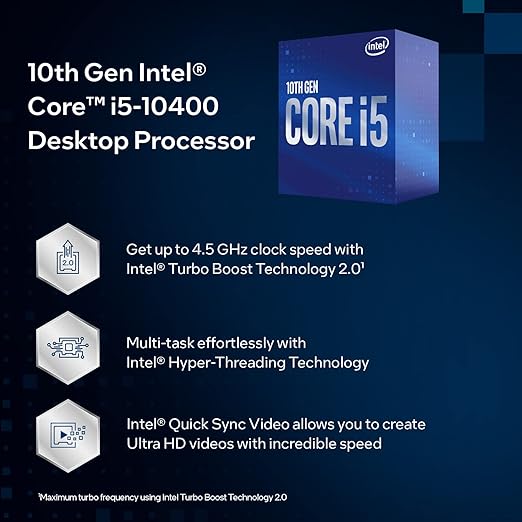 10th Gen Intel®
Core™ i5-10400
Desktop Processor
intel
10TH GEN
CORE i5
2.0
Get up to 4.5 GHz clock speed with
Intel® Turbo Boost Technology 2.0¹
Multi-task effortlessly with
Intel® Hyper-Threading Technology
Intel® Quick Sync Video allows you to create
Ultra HD videos with incredible speed
¹Maximum turbo frequency using Intel Turbo Boost Technology 2.0